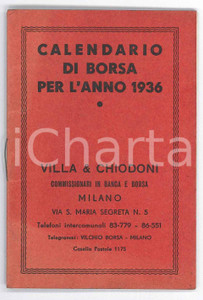 CALENDARIO
DI BORSA
PER L'ANNO 1936
iCharta
VILLA & CHIODONI
COMMISSIONARI IN BANCA E BORSA
MILANO
VIA S. MARIA SEGRETA N. 5
Telefoni intercomunali 83-779 - 86-551
Telegrammi: VILCHIO BORSA - MILANO
Casella Postale 1175